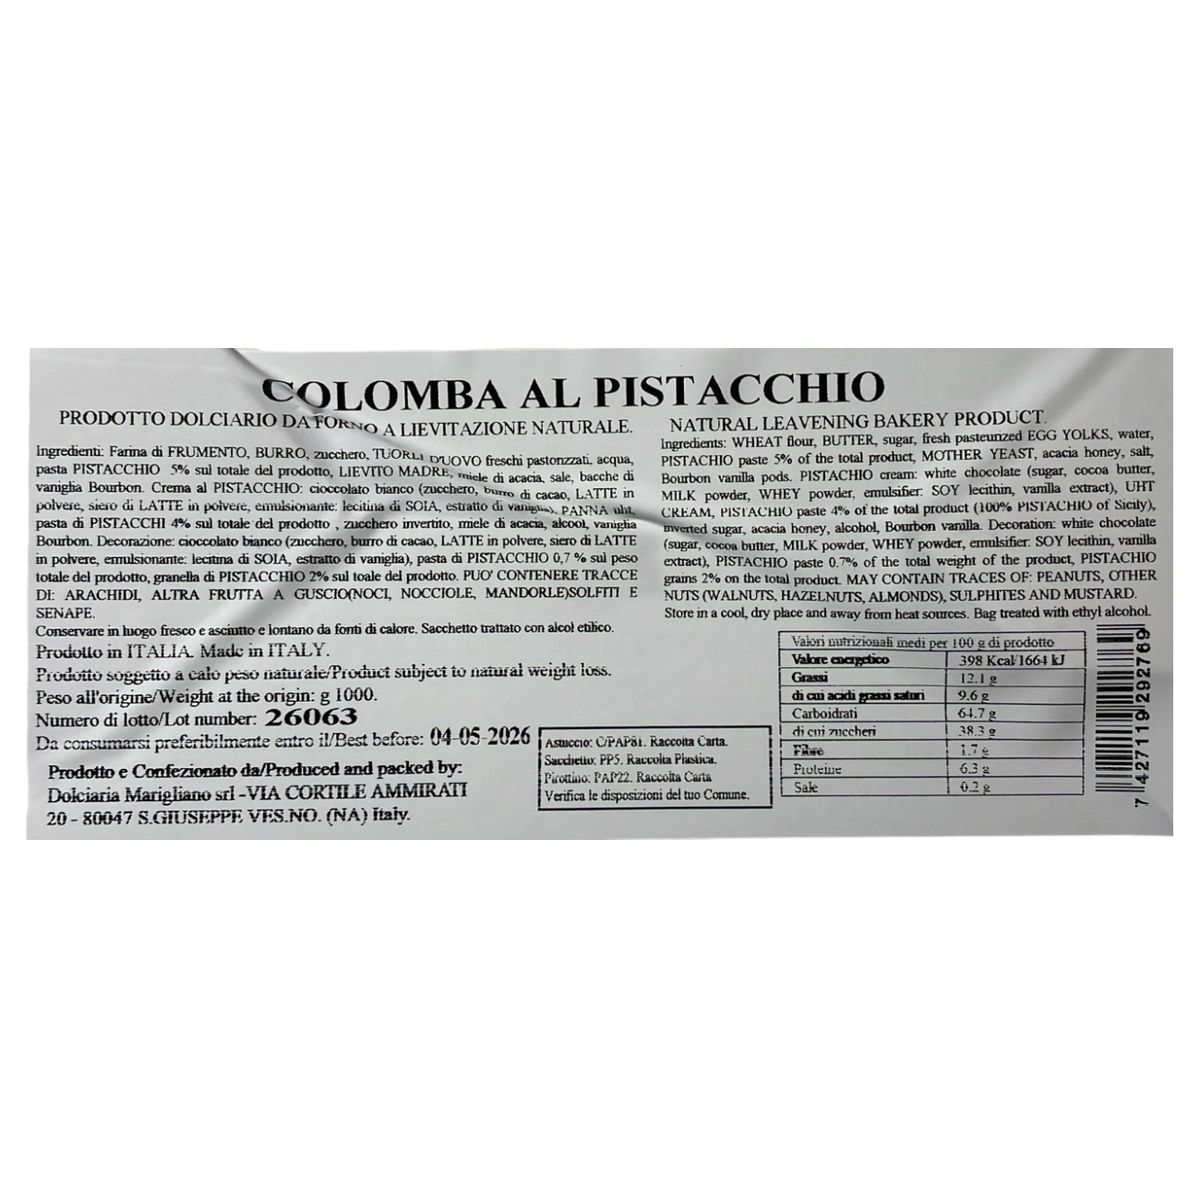 COLOMBA AL PISTACCHIO
PRODOTTO DOLCIARIO DA FORNO A LIEVITAZIONE NATURALE.
Ingredienti: Farina di FRUMENTO, BURRO, zucchero, TUORLI D'UOVO freschi pastorizzati, acqua,
pasta PISTACCHIO 5% sul totale del prodotto, LIEVITO MADRE, miele di acacia, sale, bacche di
vaniglia Bourbon. Crema al PISTACCHIO: cioccolato bianco (zucchero, burro di cacao, LATTE in
polvere, siero di LATTE in polvere, emulsionante: lecitina di SOIA, estratto di vaniglia), PANNA uht,
pasta di PISTACCHI 4% sul totale del prodotto , zucchero invertito, miele di acacia, alcool, vaniglia
Bourbon. Decorazione: cioccolato bianco (zucchero, burro di cacao, LATTE in polvere, siero di LATTE
in polvere, emulsionante: lecitina di SOIA, estratto di vaniglia), pasta di PISTACCHIO 0,7 % sul peso
totale del prodotto, granella di PISTACCHIO 2% sul toale del prodotto. PUO' CONTENERE TRACCE
DI: ARACHIDI, ALTRA FRUTTA A GUSCIO(NOCI, NOCCIOLE, MANDORLE)SOLFITI E
SENAPE.
Conservare in luogo fresco e asciutto e lontano da fonti di calore. Sacchetto trattato con alcol etilico.
Prodotto in ITALIA. Made in ITALY.
Prodotto soggetto a calo peso naturale/Product subject to natural weight loss.
Peso all'origine/Weight at the origin: g 1000.
Numero di lotto/Lot number: 26063
Da consumarsi preferibilmente entro il/Best before: 04-05-2026
Prodotto e Confezionato da/Produced and packed by:
Dolciaria Marigliano srl -VIA CORTILE AMMIRATI
20 - 80047 S.GIUSEPPE VES.NO. (NA) Italy.
Astuccio: C/PAP81. Raccolta Carta.
Sacchetto: PP5. Raccolta Plastica.
Pirottino: PAP22. Raccolta Carta
Verifica le disposizioni del tuo Comune.
NATURAL LEAVENING BAKERY PRODUCT.
Ingredients: WHEAT flour, BUTTER, sugar, fresh pasteurized EGG YOLKS, water,
PISTACHIO paste 5% of the total product, MOTHER YEAST, acacia honey, salt,
Bourbon vanilla pods. PISTACHIO cream: white chocolate (sugar, cocoa butter,
MILK powder, WHEY powder, emulsifier: SOY lecithin, vanilla extract), UHT
CREAM, PISTACHIO paste 4% of the total product (100% PISTACHIO of Sicily),
inverted sugar, acacia honey, alcohol, Bourbon vanilla. Decoration: white chocolate
(sugar, cocoa butter, MILK powder, WHEY powder, emulsifier: SOY lecithin, vanilla
extract), PISTACHIO paste 0.7% of the total weight of the product, PISTACHIO
grains 2% on the total product. MAY CONTAIN TRACES OF: PEANUTS, OTHER
NUTS (WALNUTS, HAZELNUTS, ALMONDS), SULPHITES AND MUSTARD.
Store in a cool, dry place and away from heat sources. Bag treated with ethyl alcohol.
Valori nutrizionali medi per 100 g di prodotto
Valore energetico 398 Kcal/1664 kJ
Grassi 12.1 g
di cui acidi grassi saturi 9.6 g
Carboidrati 64.7 g
di cui zuccheri 38.3 g
Fibre 1.7 g
Proteine 6.3 g
Sale 0.2 g
7 427119 292769